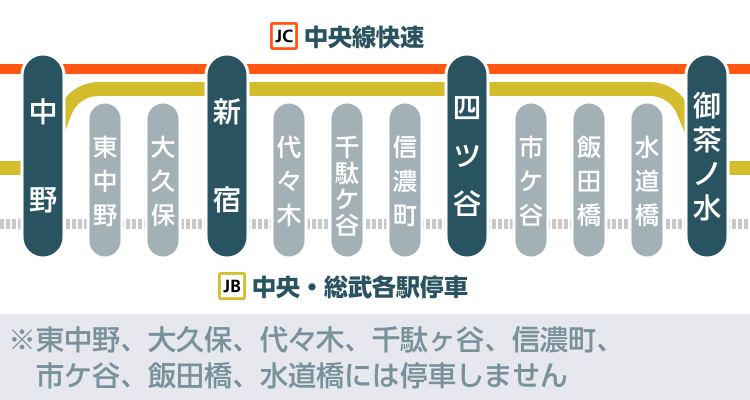 JC 中央線快速
中野
東中野
大久保
新宿
代々木
千駄ケ谷
信濃町
四ツ谷
市ケ谷
飯田橋
水道橋
御茶ノ水
JB 中央・総武各駅停車
※東中野、大久保、代々木、千駄ヶ谷、信濃町、
市ケ谷、飯田橋、水道橋には停車しません